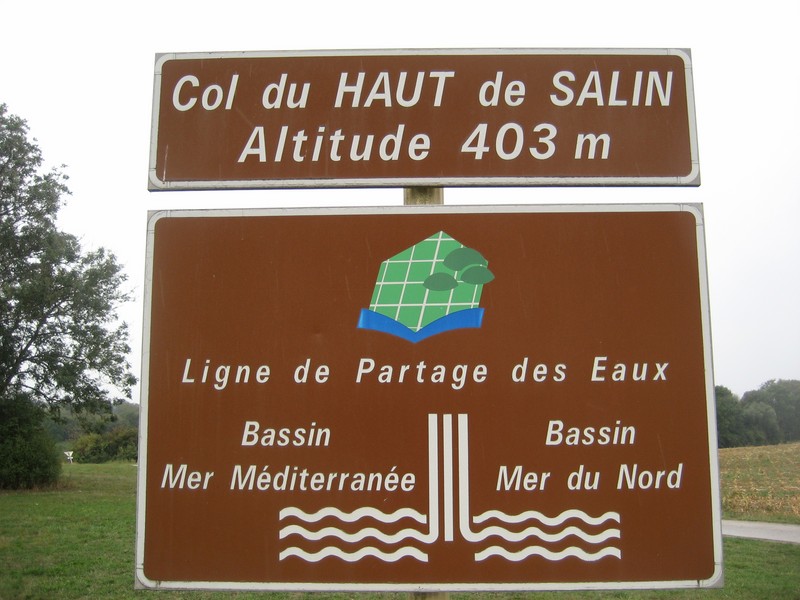 Col du HAUT de SALIN
Altitude 403 m
Ligne de Partage des Eaux
Bassin
Mer Méditerranée
Bassin
Mer du Nord